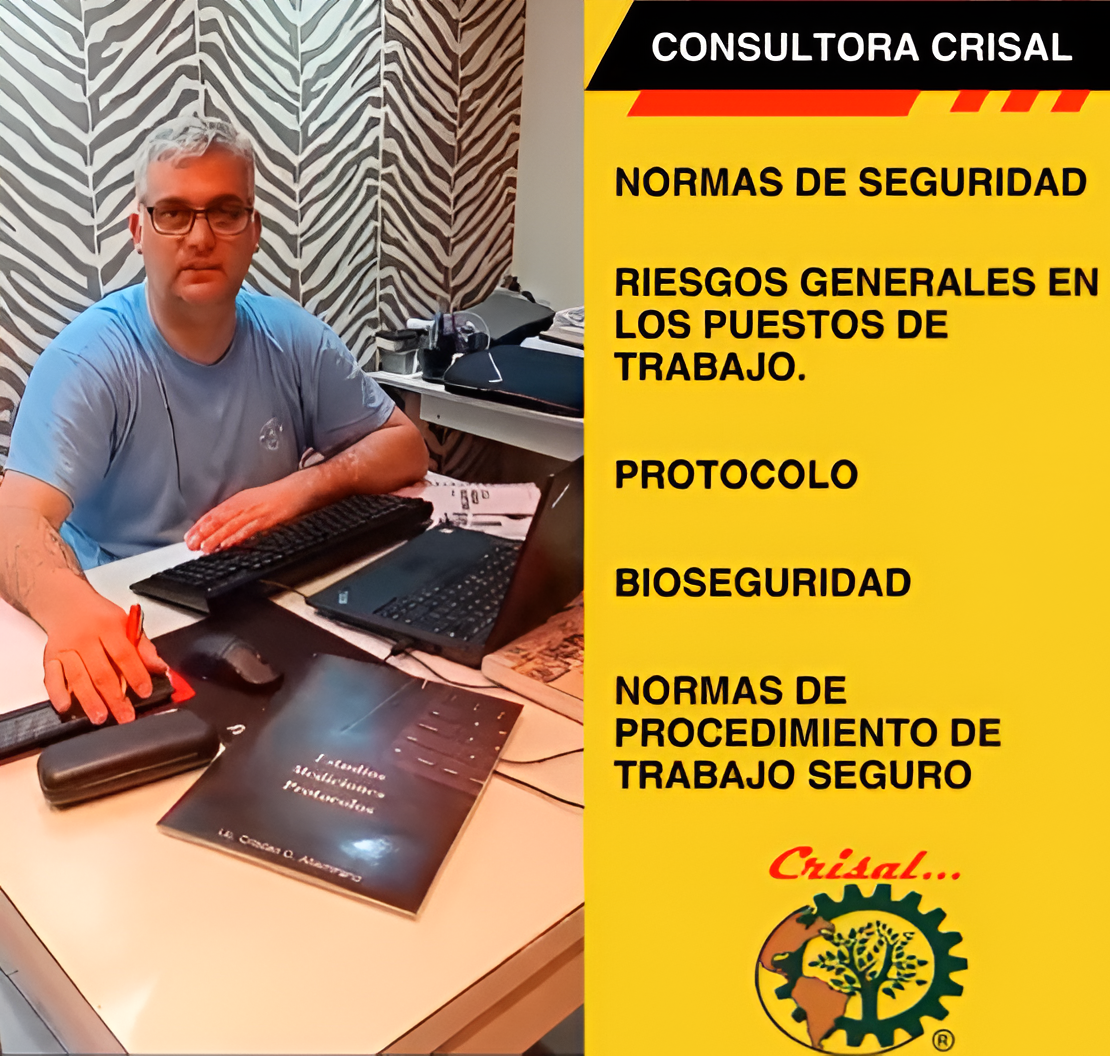 CONSULTORA CRISAL
NORMAS DE SEGURIDAD
RIESGOS GENERALES EN
LOS PUESTOS DE
TRABAJO.
PROTOCOLO
BIOSEGURIDAD
NORMAS DE
PROCEDIMIENTO DE
TRABAJO SEGURO
Crisal...
®
Estudios
Mediciones
Protocolos